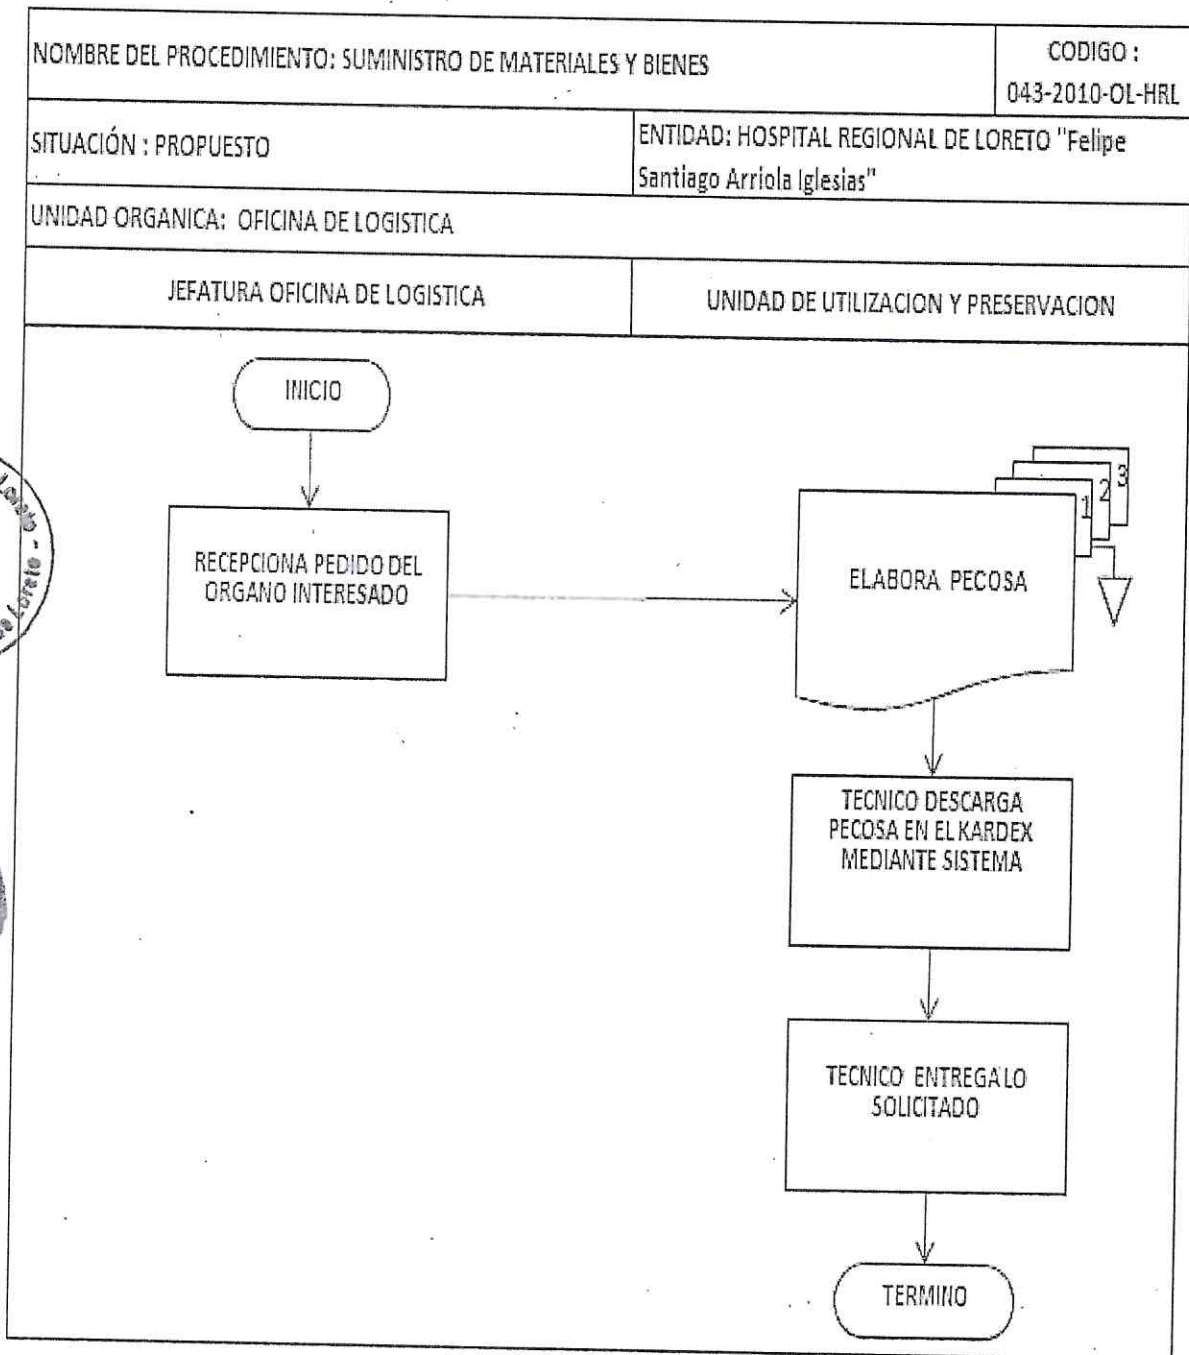 NOMBRE DEL PROCEDIMIENTO: SUMINISTRO DE MATERIALES Y BIENES
CODIGO :
043-2010-OL-HRL
SITUACIÓN : PROPUESTO
ENTIDAD: HOSPITAL REGIONAL DE LORETO "Felipe
Santiago Arriola Iglesias"
UNIDAD ORGANICA: OFICINA DE LOGISTICA
JEFATURA OFICINA DE LOGISTICA
UNIDAD DE UTILIZACION Y PRESERVACION
INICIO
RECEPCIONA PEDIDO DEL
ORGANO INTERESADO
1
2
3
ELABORA PECOSA
TECNICO DESCARGA
PECOSA EN EL KARDEX
MEDIANTE SISTEMA
TECNICO ENTREGA LO
SOLICITADO
TERMINO
Loreto -
Loreto -